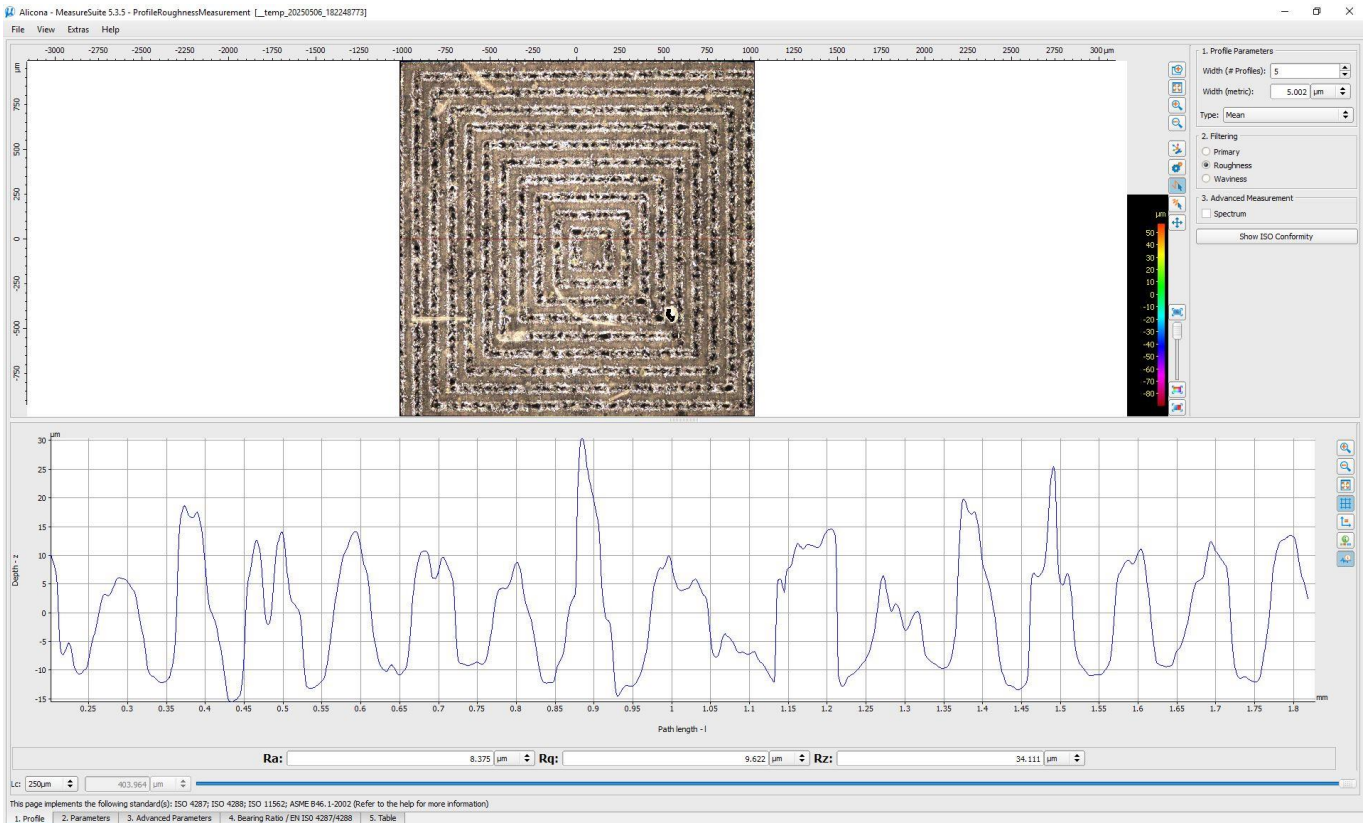 Alicona - MeasureSuite 5.3.5 - ProfileRoughnessMeasurement [__temp_20250506_182248773]
File View Extras Help
-3000 -2750 -2500 -2250 -2000 -1750 -1500 -1250 -1000 -750 -500 -250 0 250 500 750 1000 1250 1500 1750 2000 2250 2500 2750 300 µm
µm
750
500
250
0
-250
-500
-750
µm
50
40
30
20
10
0
-10
-20
-30
-40
-50
-60
-70
-80
1. Profile Parameters
Width (# Profiles): 5
Width (metric): 5.002 µm
Type: Mean
2. Filtering
Primary
Roughness
Waviness
3. Advanced Measurement
Spectrum
Show ISO Conformity
µm
30
25
20
15
10
5
0
-5
-10
-15
Depth - z
0.25 0.3 0.35 0.4 0.45 0.5 0.55 0.6 0.65 0.7 0.75 0.8 0.85 0.9 0.95 1 1.05 1.1 1.15 1.2 1.25 1.3 1.35 1.4 1.45 1.5 1.55 1.6 1.65 1.7 1.75 1.8 mm
Path length - l
Ra: 8.375 µm Rq: 9.622 µm Rz: 34.111 µm
Lc: 250µm 403.964 µm
This page implements the following standard(s): ISO 4287; ISO 4288; ISO 11562; ASME B46.1-2002 (Refer to the help for more information)
1. Profile 2. Parameters 3. Advanced Parameters 4. Bearing Ratio / EN ISO 4287/4288 5. Table